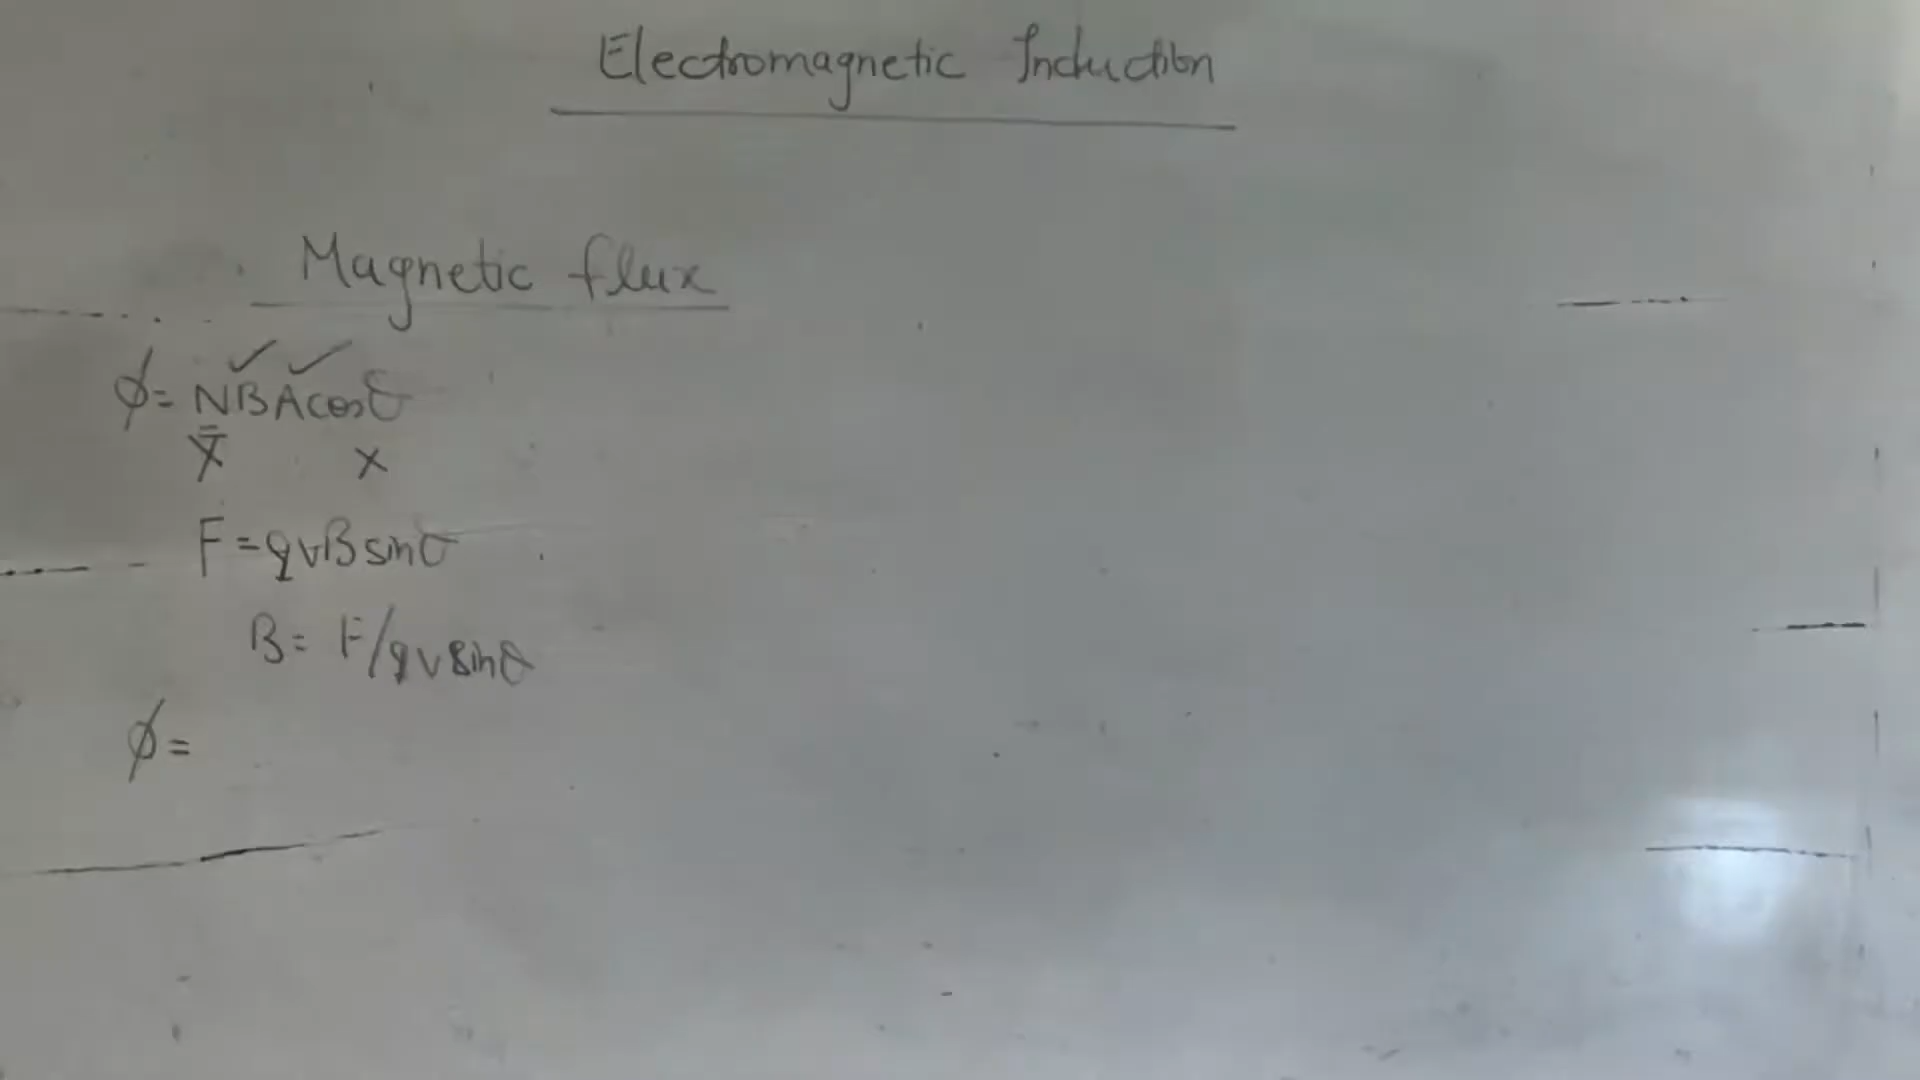 Electromagnetic Induction
Magnetic flux
✓ ✓
ϕ= NBAcosθ
X X
F=qvBsinθ
B= F/qvsinθ
ϕ=